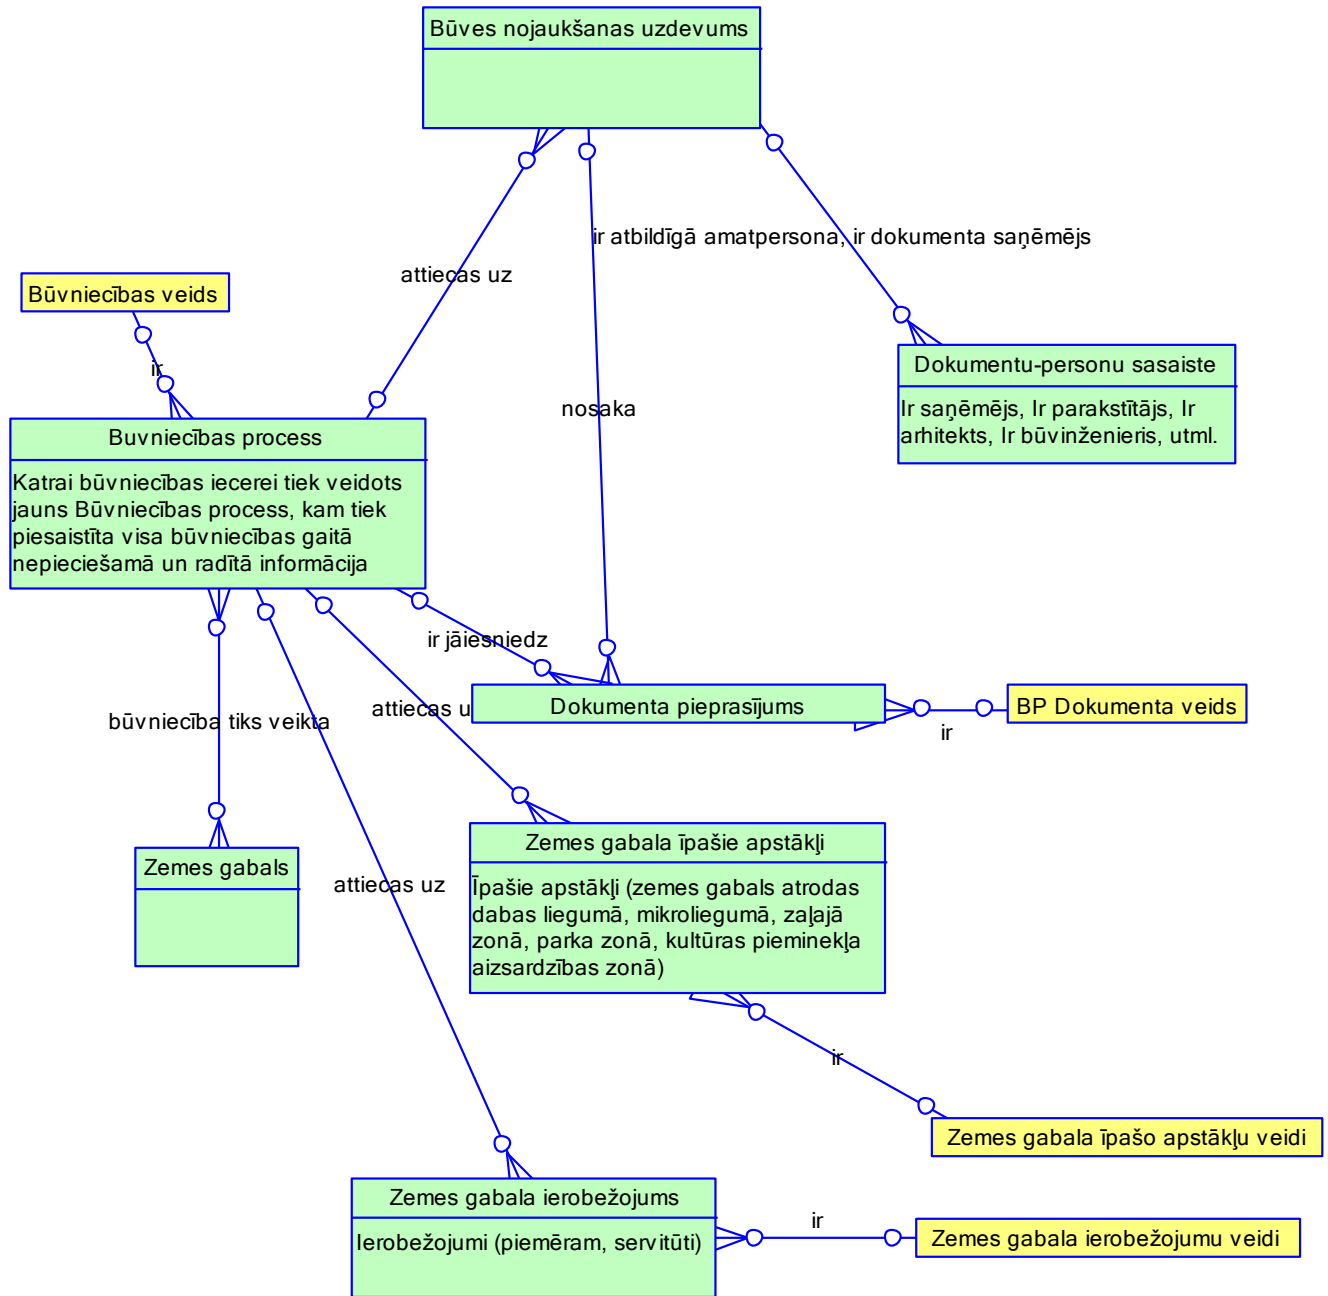 Būves nojaukšanas uzdevums
ir atbildīgā amatpersona, ir dokumenta saņēmējs
attiecas uz
Būvniecības veids
ir
Dokumentu-personu sasaiste
Ir saņēmējs, Ir parakstītājs, Ir
arhitekts, Ir būvinženieris, utml.
nosaka
Buvniecības process
Katrai būvniecības iecerei tiek veidots
jauns Būvniecības process, kam tiek
piesaistīta visa būvniecības gaitā
nepieciešamā un radītā informācija
ir jāiesniedz
attiecas u
Dokumenta pieprasījums
BP Dokumenta veids
ir
būvniecība tiks veikta
Zemes gabals
Zemes gabala īpašie apstākļi
Īpašie apstākļi (zemes gabals atrodas
dabas liegumā, mikroliegumā, zaļajā
zonā, parka zonā, kultūras pieminekļa
aizsardzības zonā)
attiecas uz
ir
Zemes gabala īpašo apstākļu veidi
Zemes gabala ierobežojums
Ierobežojumi (piemēram, servitūti)
ir
Zemes gabala ierobežojumu veidi